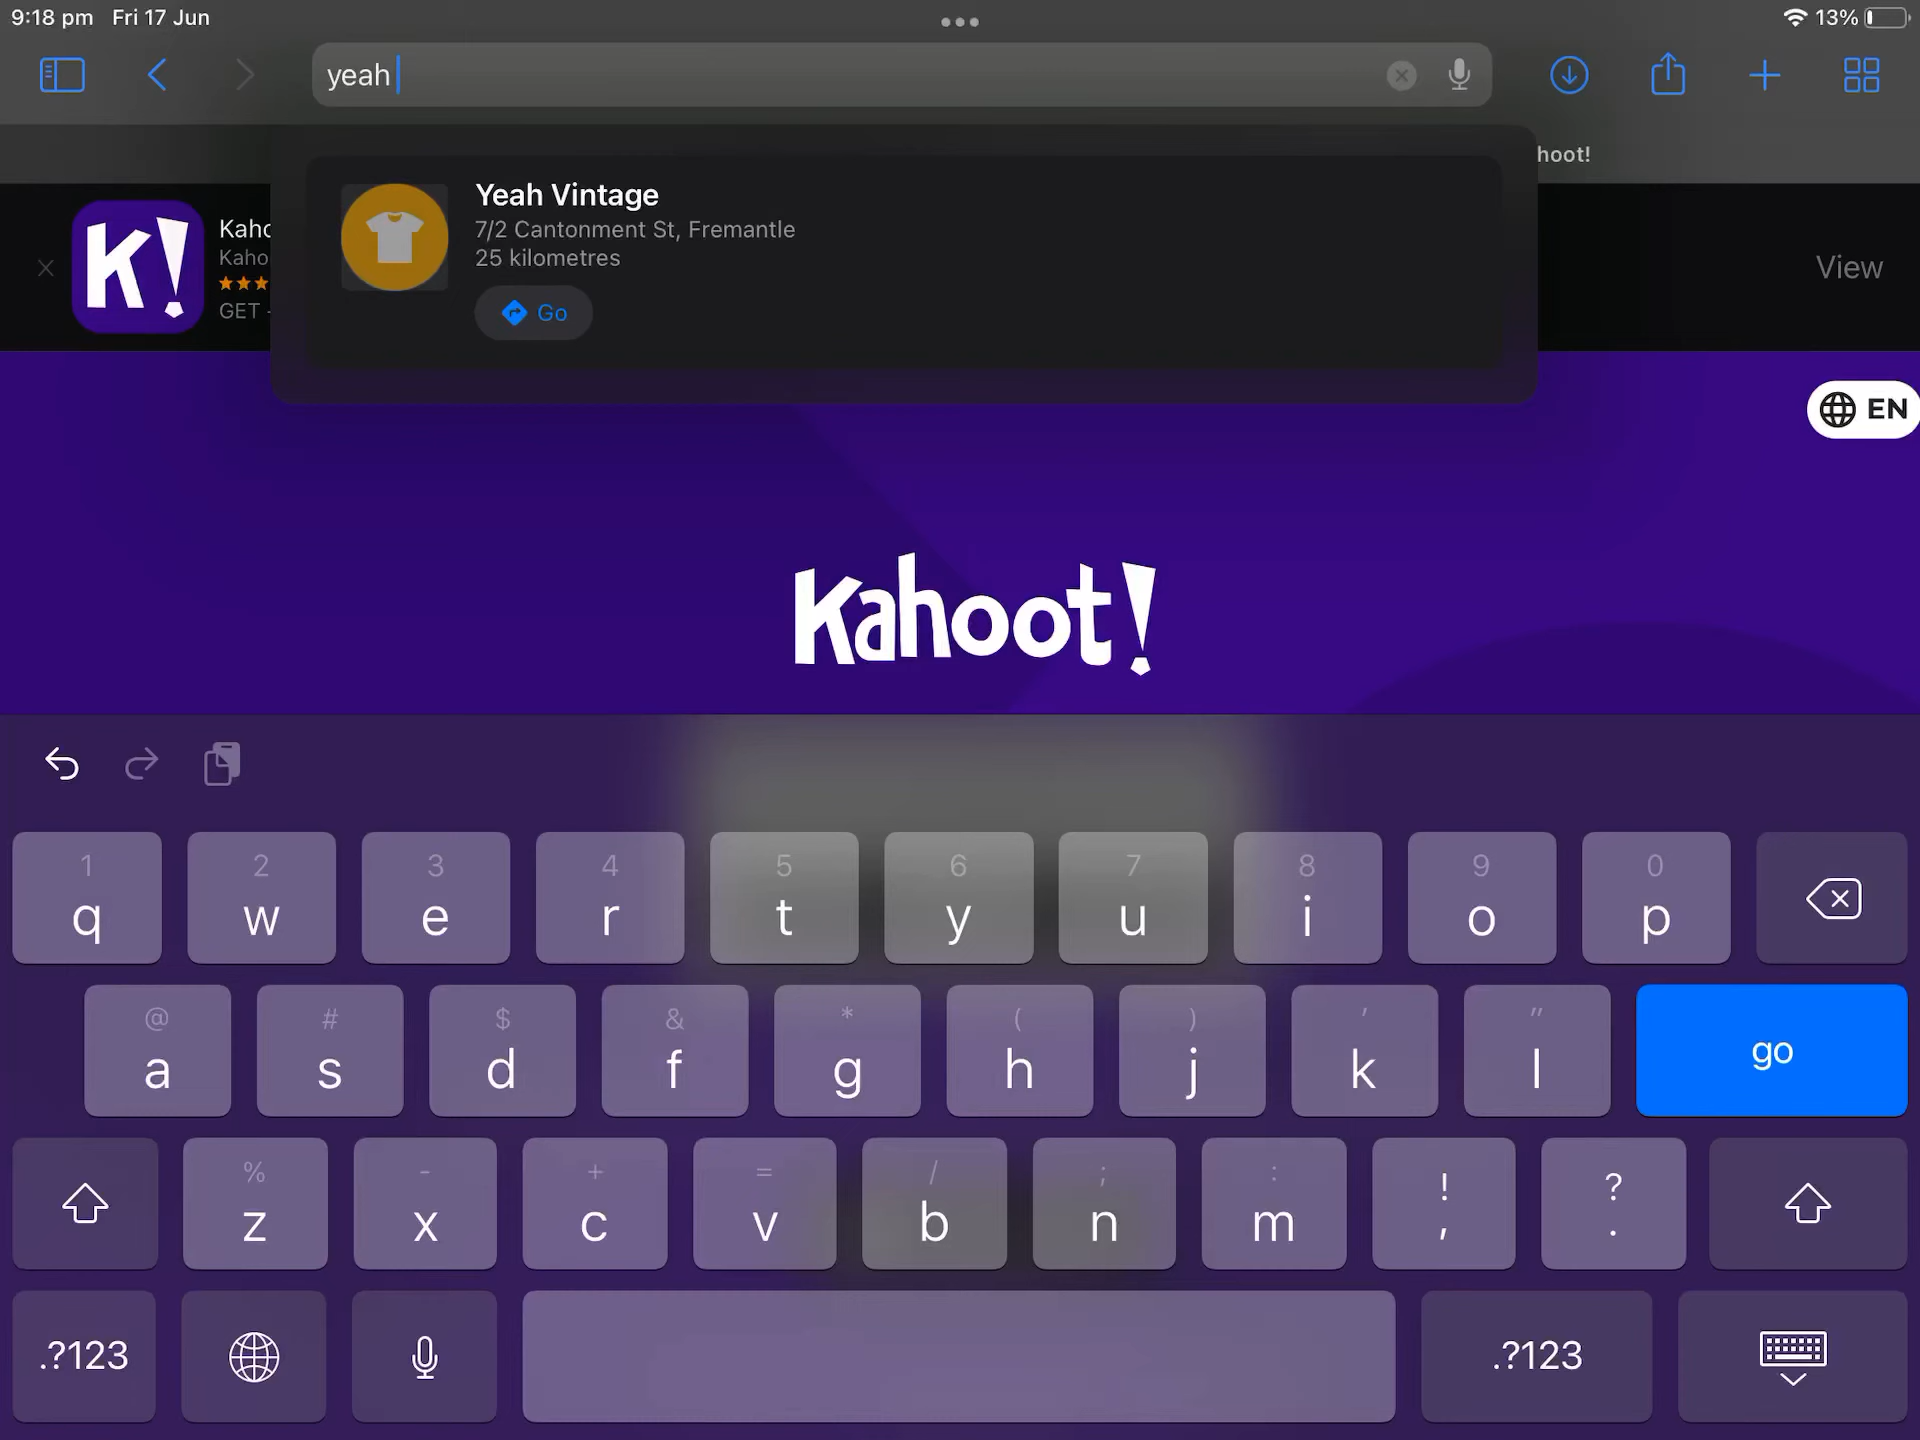 9:18 pm Fri 17 Jun
13%
yeah
hoot!
Yeah Vintage
7/2 Cantonment St, Fremantle
25 kilometres
Go
K!
Kaho
GET
View
EN
Kahoot!
1 2 3 4 5 6 7 8 9 0
q w e r t y u i o p
@ # $ & * ( ) ' "
a s d f g h j k l go
% - + = / ; : ! ?
z x c v b n m , .
.?123 .?123